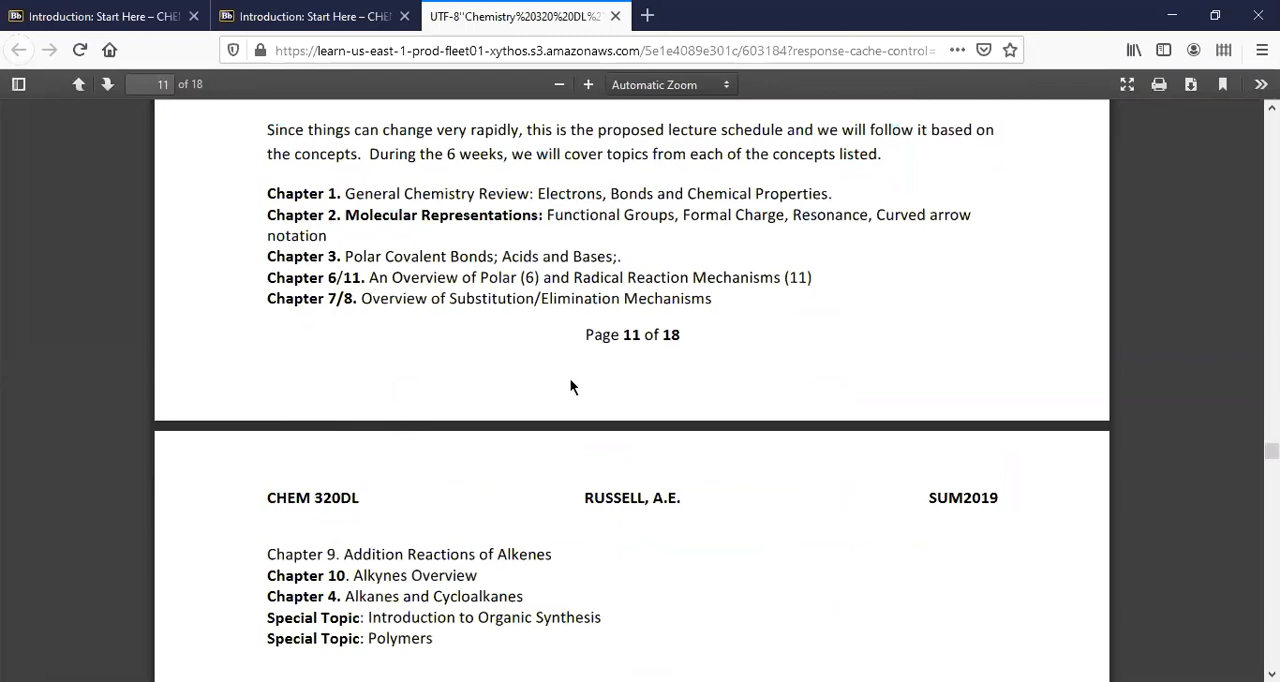 Introduction: Start Here – CHE
Introduction: Start Here – CHE
UTF-8''Chemistry%20320%20DL%2
https://learn-us-east-1-prod-fleet01-xythos.s3.amazonaws.com/5e1e4089e301c/603184?response-cache-control=
11 of 18
Automatic Zoom
Since things can change very rapidly, this is the proposed lecture schedule and we will follow it based on
the concepts.  During the 6 weeks, we will cover topics from each of the concepts listed.
Chapter 1. General Chemistry Review: Electrons, Bonds and Chemical Properties.
Chapter 2. Molecular Representations: Functional Groups, Formal Charge, Resonance, Curved arrow
notation
Chapter 3. Polar Covalent Bonds; Acids and Bases;.
Chapter 6/11. An Overview of Polar (6) and Radical Reaction Mechanisms (11)
Chapter 7/8. Overview of Substitution/Elimination Mechanisms
Page 11 of 18
CHEM 320DL RUSSELL, A.E. SUM2019
Chapter 9. Addition Reactions of Alkenes
Chapter 10. Alkynes Overview
Chapter 4. Alkanes and Cycloalkanes
Special Topic: Introduction to Organic Synthesis
Special Topic: Polymers